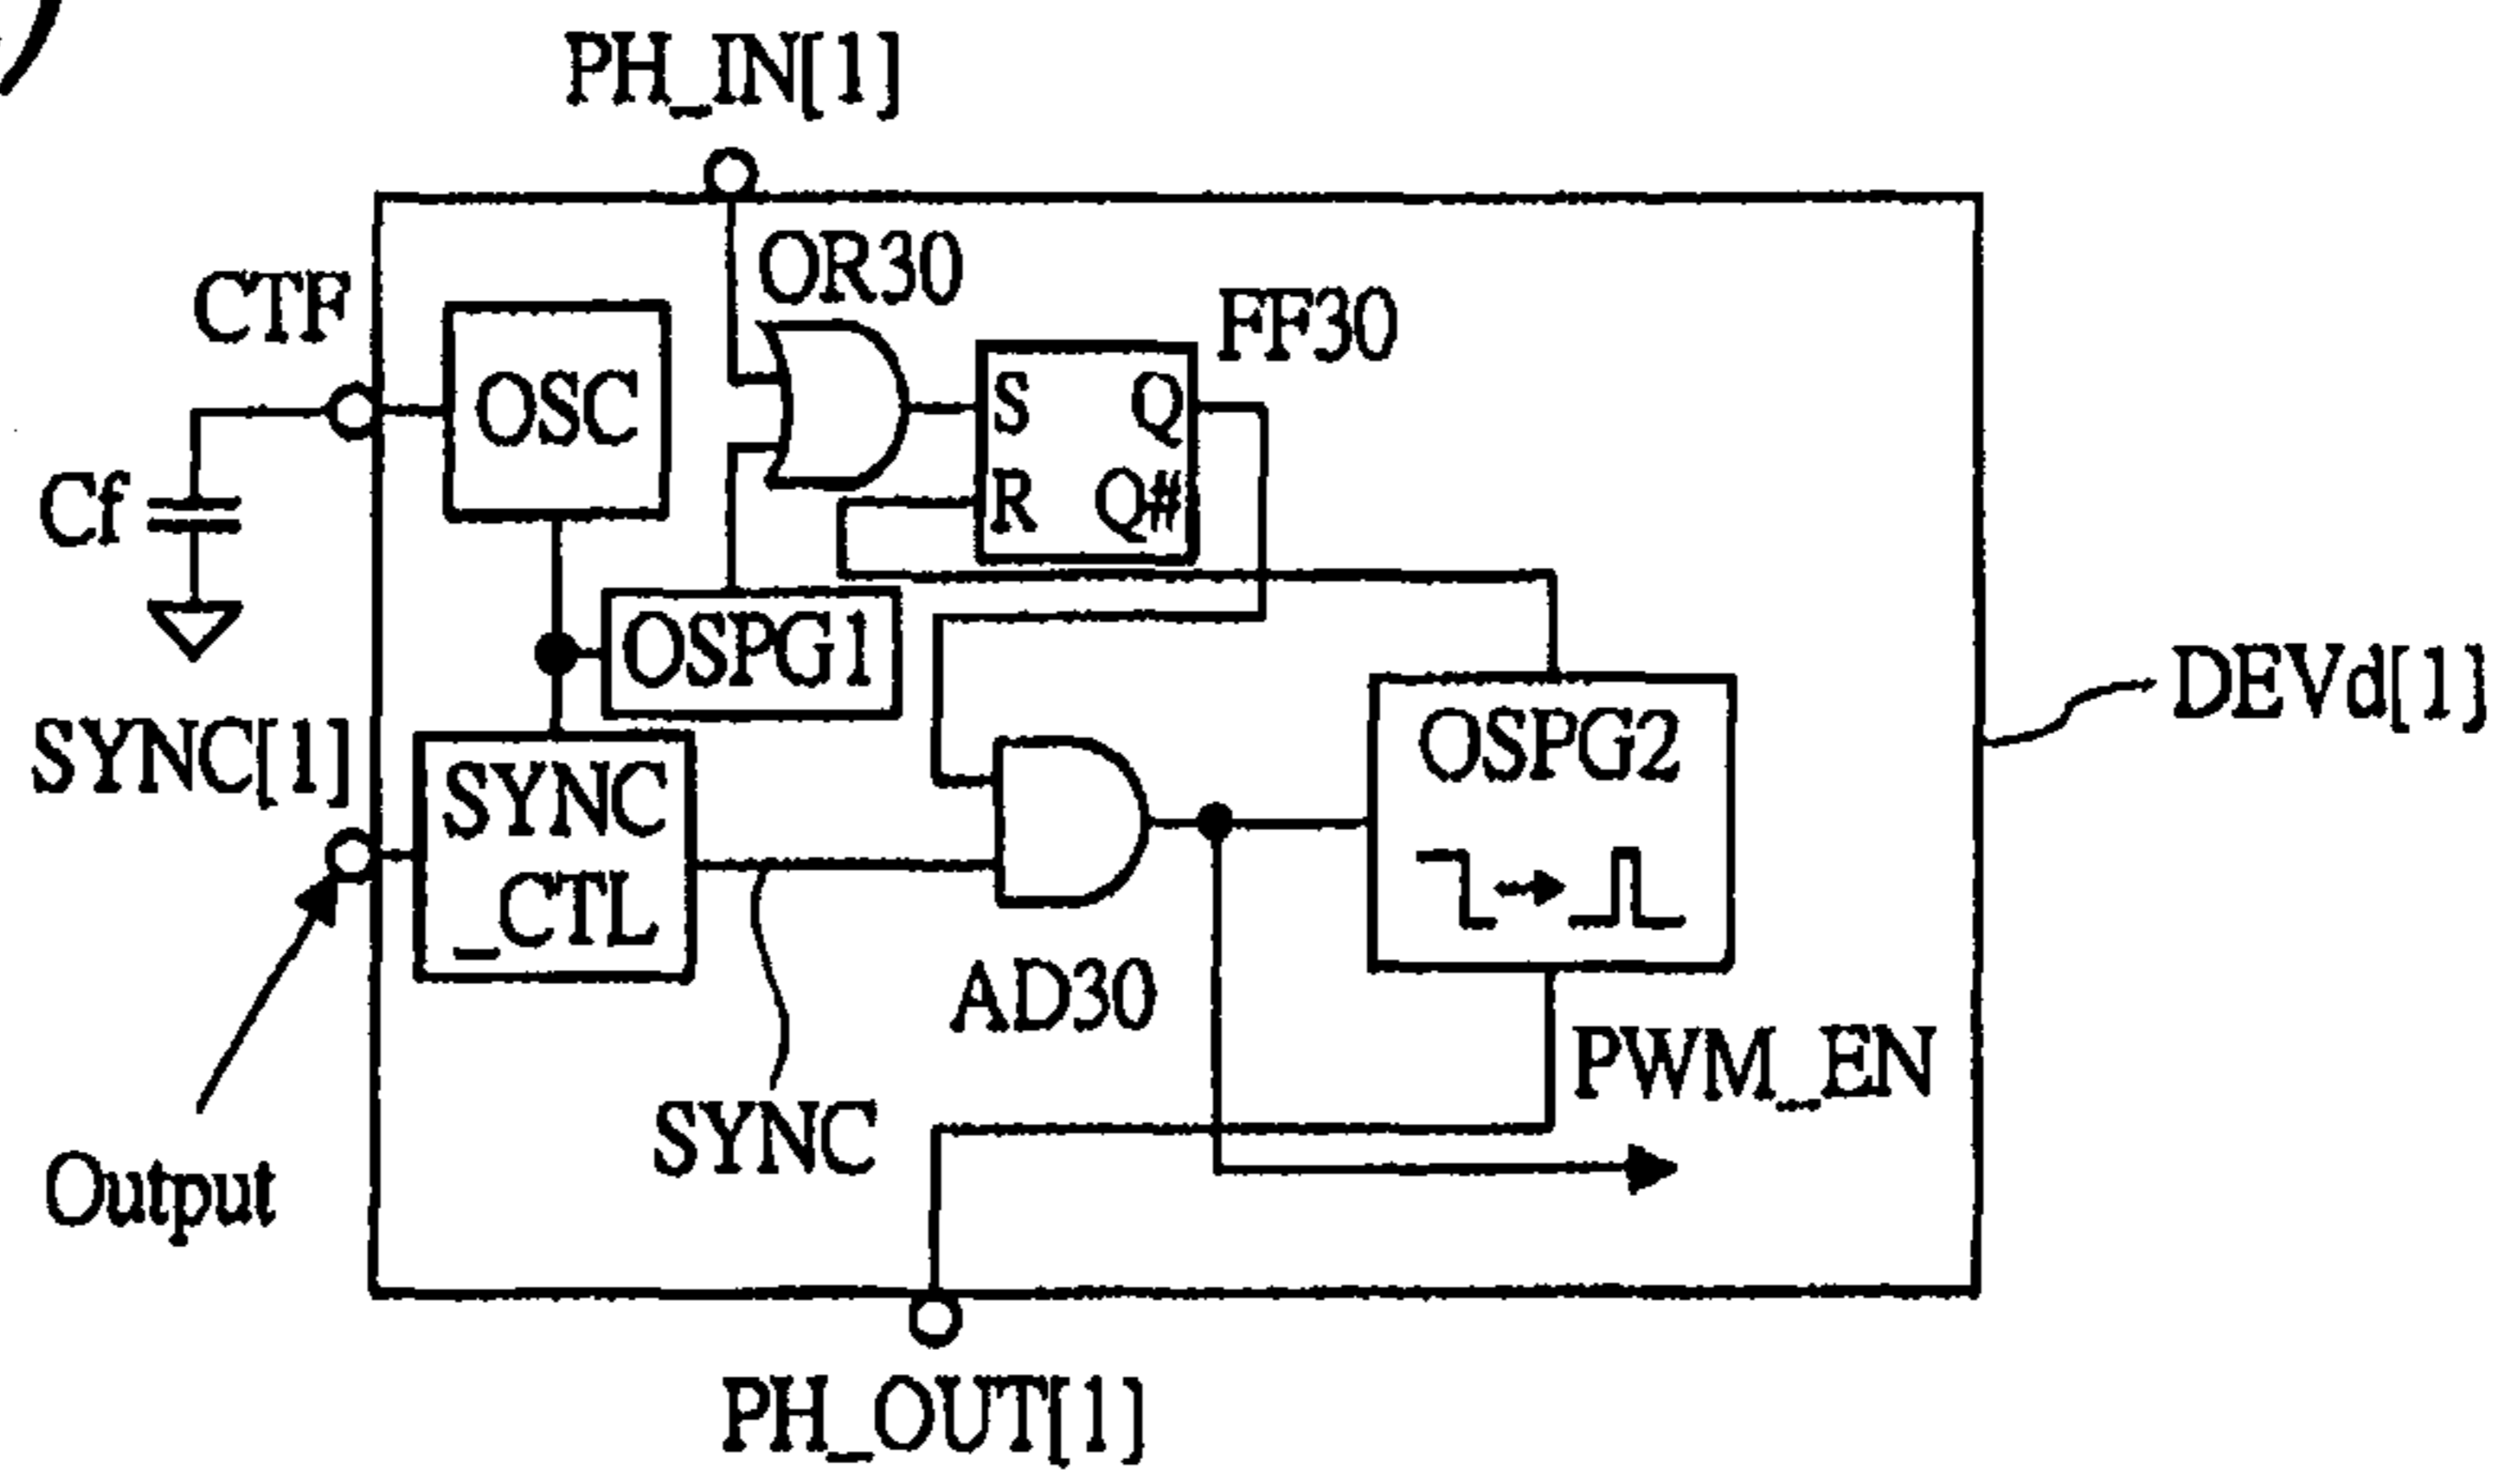 PH_IN[1]
OR30
CTF
FF30
OSC
S
Q
R
Q#
Cf
OSPG1
DEVd[1]
SYNC[1]
SYNC
_CTL
OSPG2
AD30
PWM_EN
SYNC
Output
PH_OUT[1]